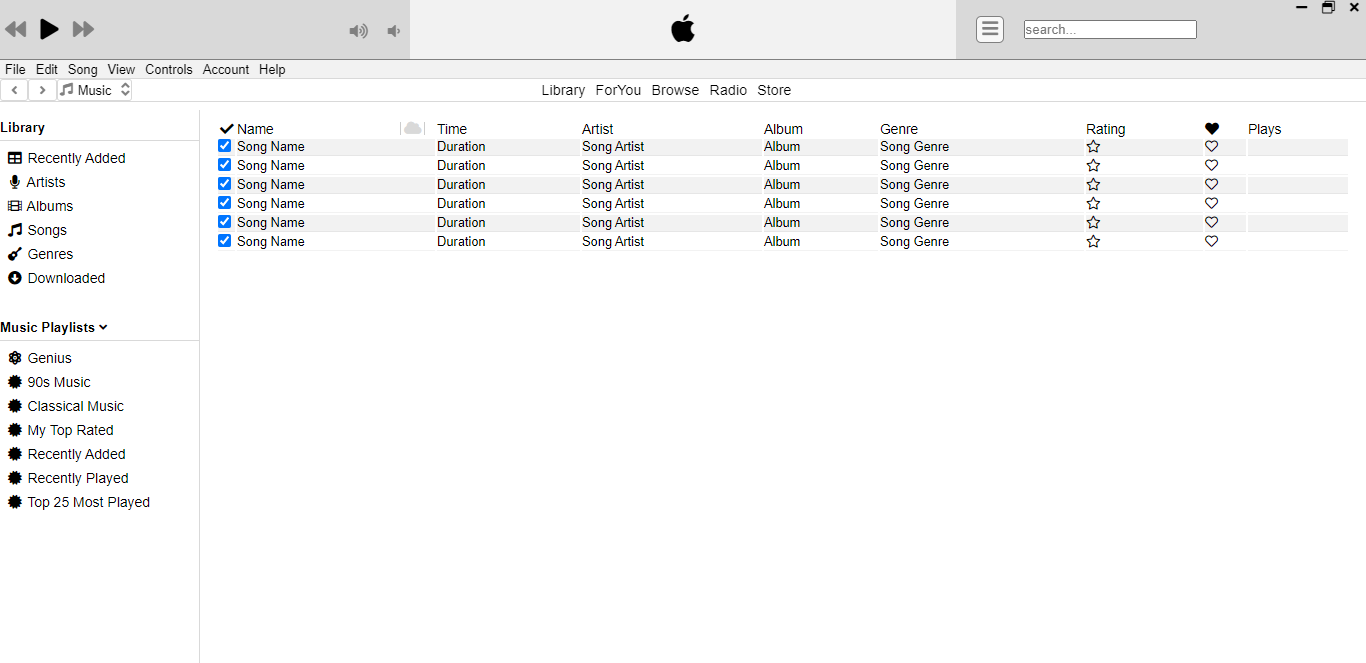 search...
File Edit Song View Controls Account Help
Music
Library ForYou Browse Radio Store
Library
Recently Added
Artists
Albums
Songs
Genres
Downloaded
Music Playlists
Genius
90s Music
Classical Music
My Top Rated
Recently Added
Recently Played
Top 25 Most Played
Name Time Artist Album Genre Rating Plays
Song Name Duration Song Artist Album Song Genre
Song Name Duration Song Artist Album Song Genre
Song Name Duration Song Artist Album Song Genre
Song Name Duration Song Artist Album Song Genre
Song Name Duration Song Artist Album Song Genre
Song Name Duration Song Artist Album Song Genre